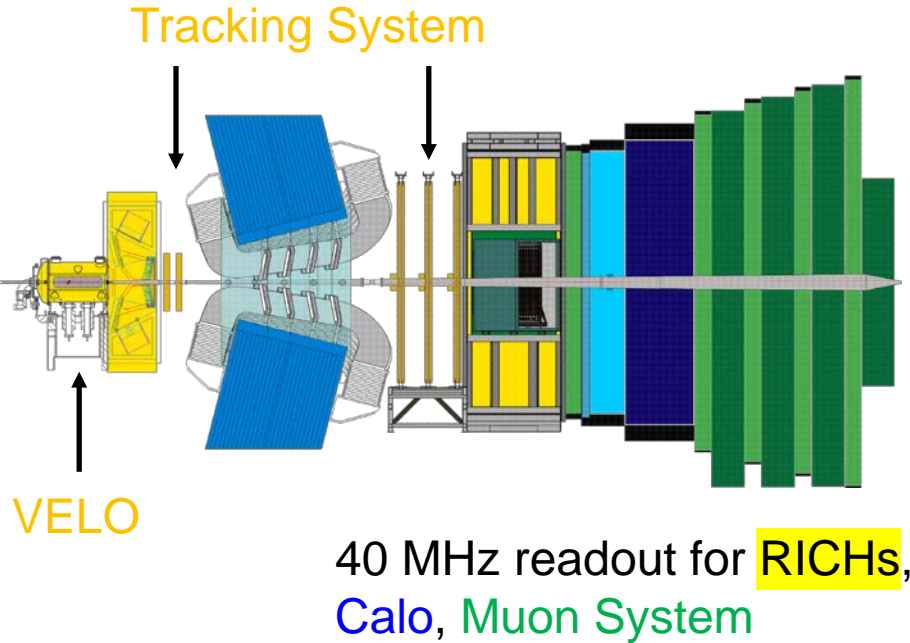 Tracking System
VELO
40 MHz readout for RICHs,
Calo, Muon System